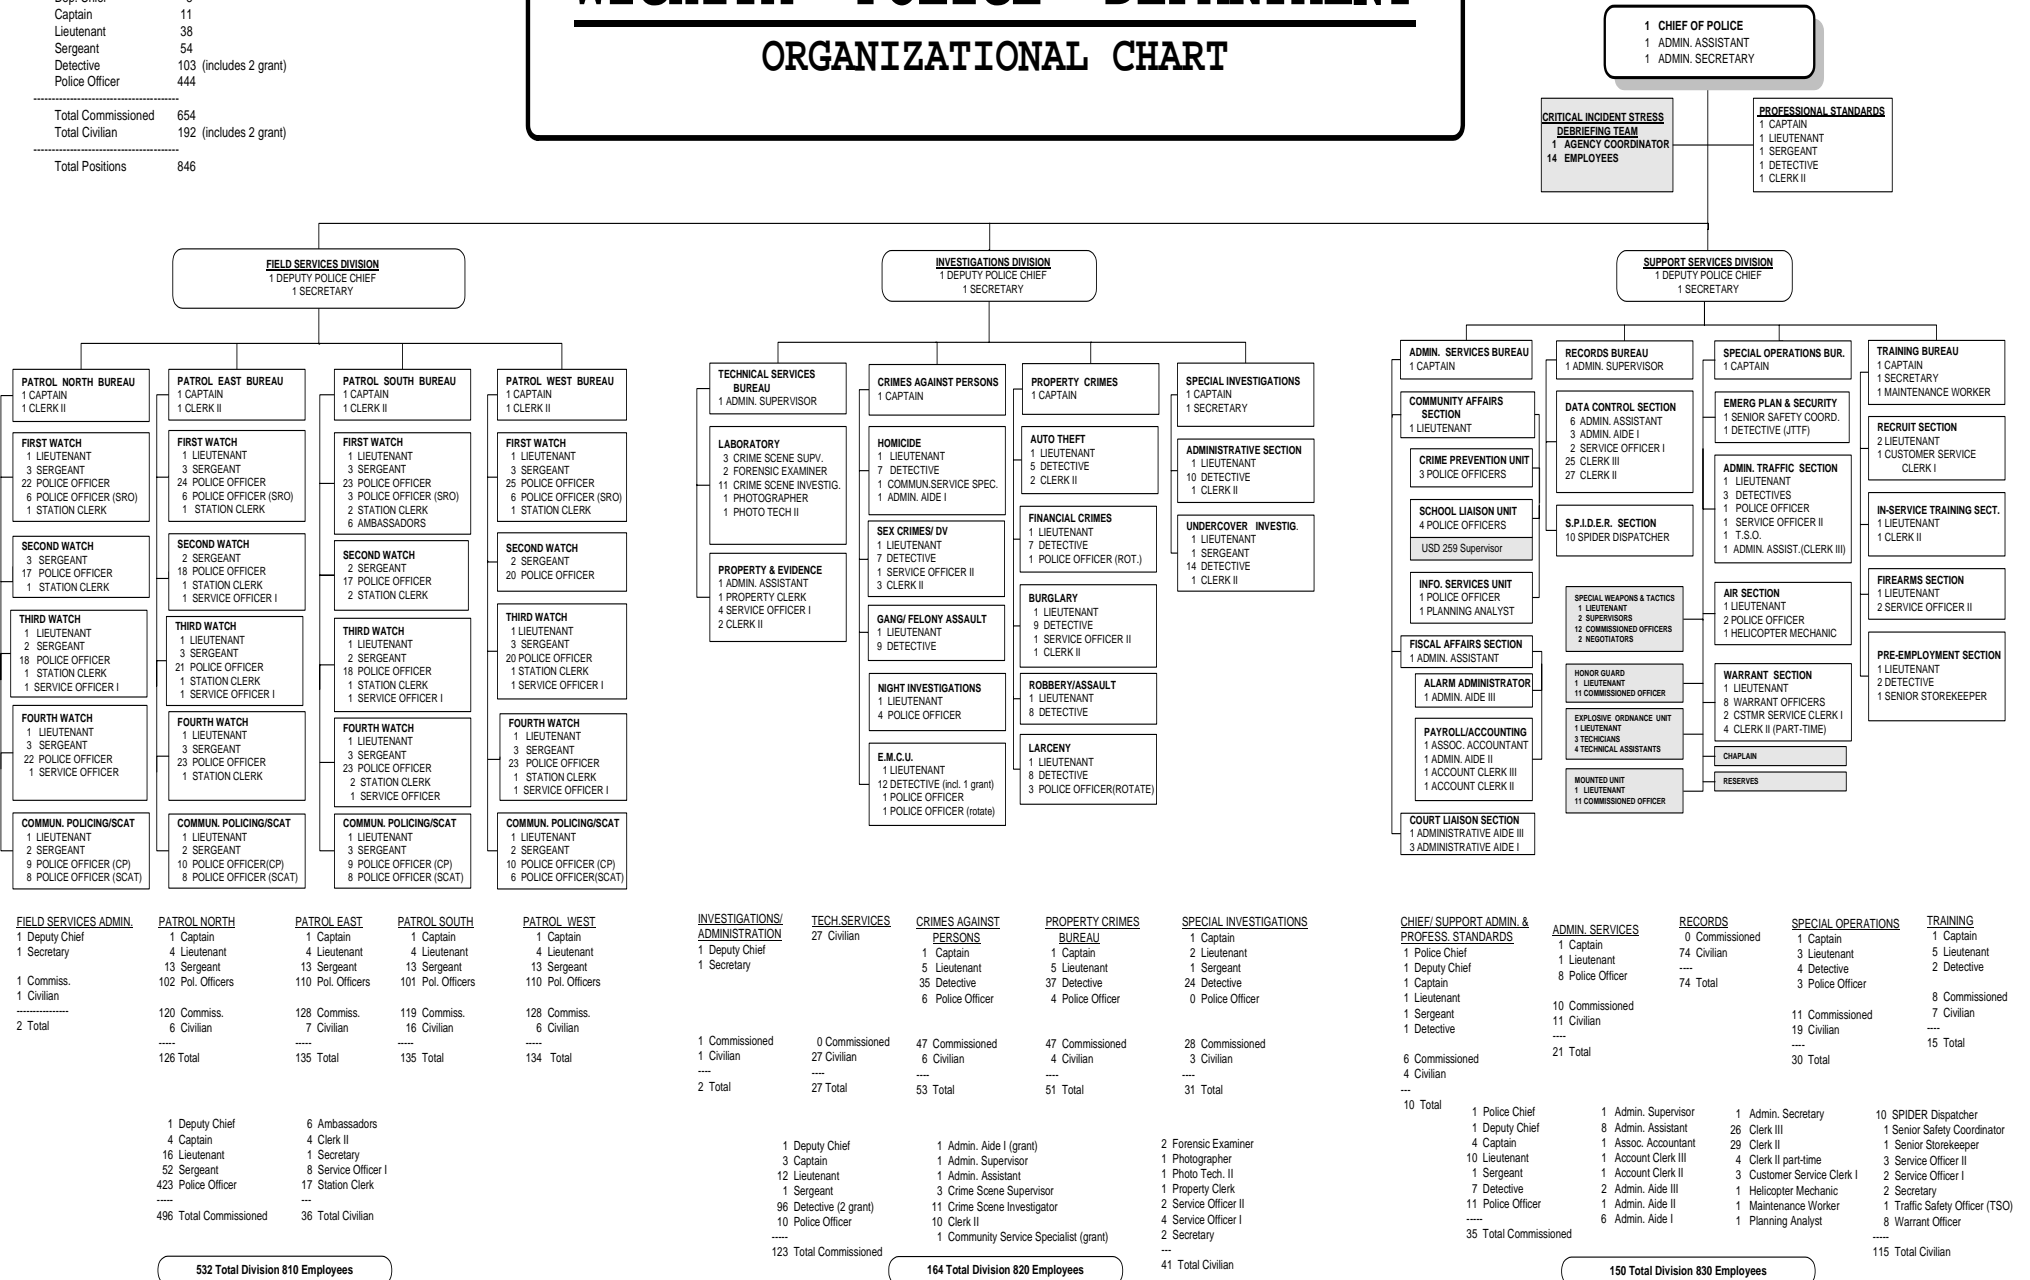 Captain 11
Lieutenant 38
Sergeant 54
Detective 103 (includes 2 grant)
Police Officer 444
----------------------------------------
Total Commissioned 654
Total Civilian 192 (includes 2 grant)
----------------------------------------
Total Positions 846
ORGANIZATIONAL CHART
1 CHIEF OF POLICE
1 ADMIN. ASSISTANT
1 ADMIN. SECRETARY
CRITICAL INCIDENT STRESS
DEBRIEFING TEAM
1 AGENCY COORDINATOR
14 EMPLOYEES
PROFESSIONAL STANDARDS
1 CAPTAIN
1 LIEUTENANT
1 SERGEANT
1 DETECTIVE
1 CLERK II
FIELD SERVICES DIVISION
1 DEPUTY POLICE CHIEF
1 SECRETARY
INVESTIGATIONS DIVISION
1 DEPUTY POLICE CHIEF
1 SECRETARY
SUPPORT SERVICES DIVISION
1 DEPUTY POLICE CHIEF
1 SECRETARY
PATROL NORTH BUREAU
1 CAPTAIN
1 CLERK II
FIRST WATCH
1 LIEUTENANT
3 SERGEANT
22 POLICE OFFICER
6 POLICE OFFICER (SRO)
1 STATION CLERK
SECOND WATCH
3 SERGEANT
17 POLICE OFFICER
1 STATION CLERK
THIRD WATCH
1 LIEUTENANT
2 SERGEANT
18 POLICE OFFICER
1 STATION CLERK
1 SERVICE OFFICER I
FOURTH WATCH
1 LIEUTENANT
3 SERGEANT
22 POLICE OFFICER
1 SERVICE OFFICER
COMMUN. POLICING/SCAT
1 LIEUTENANT
2 SERGEANT
9 POLICE OFFICER (CP)
8 POLICE OFFICER (SCAT)
PATROL EAST BUREAU
1 CAPTAIN
1 CLERK II
FIRST WATCH
1 LIEUTENANT
3 SERGEANT
24 POLICE OFFICER
6 POLICE OFFICER (SRO)
1 STATION CLERK
SECOND WATCH
2 SERGEANT
18 POLICE OFFICER
1 STATION CLERK
1 SERVICE OFFICER I
THIRD WATCH
1 LIEUTENANT
3 SERGEANT
21 POLICE OFFICER
1 STATION CLERK
1 SERVICE OFFICER I
FOURTH WATCH
1 LIEUTENANT
3 SERGEANT
23 POLICE OFFICER
1 STATION CLERK
COMMUN. POLICING/SCAT
1 LIEUTENANT
2 SERGEANT
10 POLICE OFFICER(CP)
8 POLICE OFFICER (SCAT)
PATROL SOUTH BUREAU
1 CAPTAIN
1 CLERK II
FIRST WATCH
1 LIEUTENANT
3 SERGEANT
23 POLICE OFFICER
3 POLICE OFFICER (SRO)
2 STATION CLERK
6 AMBASSADORS
SECOND WATCH
2 SERGEANT
17 POLICE OFFICER
2 STATION CLERK
THIRD WATCH
1 LIEUTENANT
2 SERGEANT
18 POLICE OFFICER
1 STATION CLERK
1 SERVICE OFFICER I
FOURTH WATCH
1 LIEUTENANT
3 SERGEANT
23 POLICE OFFICER
2 STATION CLERK
1 SERVICE OFFICER
COMMUN. POLICING/SCAT
1 LIEUTENANT
3 SERGEANT
9 POLICE OFFICER (CP)
8 POLICE OFFICER (SCAT)
PATROL WEST BUREAU
1 CAPTAIN
1 CLERK II
FIRST WATCH
1 LIEUTENANT
3 SERGEANT
25 POLICE OFFICER
6 POLICE OFFICER (SRO)
1 STATION CLERK
SECOND WATCH
2 SERGEANT
20 POLICE OFFICER
THIRD WATCH
1 LIEUTENANT
3 SERGEANT
20 POLICE OFFICER
1 STATION CLERK
1 SERVICE OFFICER I
FOURTH WATCH
1 LIEUTENANT
3 SERGEANT
23 POLICE OFFICER
1 STATION CLERK
1 SERVICE OFFICER I
COMMUN. POLICING/SCAT
1 LIEUTENANT
2 SERGEANT
10 POLICE OFFICER (CP)
6 POLICE OFFICER(SCAT)
TECHNICAL SERVICES
BUREAU
1 ADMIN. SUPERVISOR
LABORATORY
3 CRIME SCENE SUPV.
2 FORENSIC EXAMINER
11 CRIME SCENE INVESTIG.
1 PHOTOGRAPHER
1 PHOTO TECH II
PROPERTY & EVIDENCE
1 ADMIN. ASSISTANT
1 PROPERTY CLERK
4 SERVICE OFFICER I
2 CLERK II
CRIMES AGAINST PERSONS
1 CAPTAIN
HOMICIDE
1 LIEUTENANT
7 DETECTIVE
1 COMMUN.SERVICE SPEC.
1 ADMIN. AIDE I
SEX CRIMES/ DV
1 LIEUTENANT
7 DETECTIVE
1 SERVICE OFFICER II
3 CLERK II
GANG/ FELONY ASSAULT
1 LIEUTENANT
9 DETECTIVE
NIGHT INVESTIGATIONS
1 LIEUTENANT
4 POLICE OFFICER
E.M.C.U.
1 LIEUTENANT
12 DETECTIVE (incl. 1 grant)
1 POLICE OFFICER
1 POLICE OFFICER (rotate)
PROPERTY CRIMES
1 CAPTAIN
AUTO THEFT
1 LIEUTENANT
5 DETECTIVE
2 CLERK II
FINANCIAL CRIMES
1 LIEUTENANT
7 DETECTIVE
1 POLICE OFFICER (ROT.)
BURGLARY
1 LIEUTENANT
9 DETECTIVE
1 SERVICE OFFICER II
1 CLERK II
ROBBERY/ASSAULT
1 LIEUTENANT
8 DETECTIVE
LARCENY
1 LIEUTENANT
8 DETECTIVE
3 POLICE OFFICER(ROTATE)
SPECIAL INVESTIGATIONS
1 CAPTAIN
1 SECRETARY
ADMINISTRATIVE SECTION
1 LIEUTENANT
10 DETECTIVE
1 CLERK II
UNDERCOVER INVESTIG.
1 LIEUTENANT
1 SERGEANT
14 DETECTIVE
1 CLERK II
ADMIN. SERVICES BUREAU
1 CAPTAIN
COMMUNITY AFFAIRS
SECTION
1 LIEUTENANT
CRIME PREVENTION UNIT
3 POLICE OFFICERS
SCHOOL LIAISON UNIT
4 POLICE OFFICERS
USD 259 Supervisor
INFO. SERVICES UNIT
1 POLICE OFFICER
1 PLANNING ANALYST
FISCAL AFFAIRS SECTION
1 ADMIN. ASSISTANT
ALARM ADMINISTRATOR
1 ADMIN. AIDE III
PAYROLL/ACCOUNTING
1 ASSOC. ACCOUNTANT
1 ADMIN. AIDE II
1 ACCOUNT CLERK III
1 ACCOUNT CLERK II
COURT LIAISON SECTION
1 ADMINISTRATIVE AIDE III
3 ADMINISTRATIVE AIDE I
RECORDS BUREAU
1 ADMIN. SUPERVISOR
DATA CONTROL SECTION
6 ADMIN. ASSISTANT
3 ADMIN. AIDE I
2 SERVICE OFFICER I
25 CLERK III
27 CLERK II
S.P.I.D.E.R. SECTION
10 SPIDER DISPATCHER
SPECIAL WEAPONS & TACTICS
1 LIEUTENANT
2 SUPERVISORS
12 COMMISSIONED OFFICERS
2 NEGOTIATORS
HONOR GUARD
1 LIEUTENANT
11 COMMISSIONED OFFICER
EXPLOSIVE ORDNANCE UNIT
1 LIEUTENANT
3 TECHICIANS
4 TECHNICAL ASSISTANTS
MOUNTED UNIT
1 LIEUTENANT
11 COMMISSIONED OFFICER
SPECIAL OPERATIONS BUR.
1 CAPTAIN
EMERG PLAN & SECURITY
1 SENIOR SAFETY COORD.
1 DETECTIVE (JTTF)
ADMIN. TRAFFIC SECTION
1 LIEUTENANT
3 DETECTIVES
1 POLICE OFFICER
1 SERVICE OFFICER II
1 T.S.O.
1 ADMIN. ASSIST.(CLERK III)
AIR SECTION
1 LIEUTENANT
2 POLICE OFFICER
1 HELICOPTER MECHANIC
WARRANT SECTION
1 LIEUTENANT
8 WARRANT OFFICERS
2 CSTMR SERVICE CLERK I
4 CLERK II (PART-TIME)
CHAPLAIN
RESERVES
TRAINING BUREAU
1 CAPTAIN
1 SECRETARY
1 MAINTENANCE WORKER
RECRUIT SECTION
2 LIEUTENANT
1 CUSTOMER SERVICE
CLERK I
IN-SERVICE TRAINING SECT.
1 LIEUTENANT
1 CLERK II
FIREARMS SECTION
1 LIEUTENANT
2 SERVICE OFFICER II
PRE-EMPLOYMENT SECTION
1 LIEUTENANT
2 DETECTIVE
1 SENIOR STOREKEEPER
FIELD SERVICES ADMIN.
1 Deputy Chief
1 Secretary
1 Commiss.
1 Civilian
----------------
2 Total
PATROL NORTH
1 Captain
4 Lieutenant
13 Sergeant
102 Pol. Officers
120 Commiss.
6 Civilian
-----
126 Total
PATROL EAST
1 Captain
4 Lieutenant
13 Sergeant
110 Pol. Officers
128 Commiss.
7 Civilian
-----
135 Total
PATROL SOUTH
1 Captain
4 Lieutenant
13 Sergeant
101 Pol. Officers
119 Commiss.
16 Civilian
-----
135 Total
PATROL WEST
1 Captain
4 Lieutenant
13 Sergeant
110 Pol. Officers
128 Commiss.
6 Civilian
-----
134 Total
INVESTIGATIONS/
ADMINISTRATION
1 Deputy Chief
1 Secretary
1 Commissioned
1 Civilian
----
2 Total
TECH.SERVICES
27 Civilian
0 Commissioned
27 Civilian
----
27 Total
CRIMES AGAINST
PERSONS
1 Captain
5 Lieutenant
35 Detective
6 Police Officer
47 Commissioned
6 Civilian
----
53 Total
PROPERTY CRIMES
BUREAU
1 Captain
5 Lieutenant
37 Detective
4 Police Officer
47 Commissioned
4 Civilian
----
51 Total
SPECIAL INVESTIGATIONS
1 Captain
2 Lieutenant
1 Sergeant
24 Detective
0 Police Officer
28 Commissioned
3 Civilian
----
31 Total
CHIEF/ SUPPORT ADMIN. &
PROFESS. STANDARDS
1 Police Chief
1 Deputy Chief
1 Captain
1 Lieutenant
1 Sergeant
1 Detective
6 Commissioned
4 Civilian
---
10 Total
ADMIN. SERVICES
1 Captain
1 Lieutenant
8 Police Officer
10 Commissioned
11 Civilian
----
21 Total
RECORDS
0 Commissioned
74 Civilian
----
74 Total
SPECIAL OPERATIONS
1 Captain
3 Lieutenant
4 Detective
3 Police Officer
11 Commissioned
19 Civilian
----
30 Total
TRAINING
1 Captain
5 Lieutenant
2 Detective
8 Commissioned
7 Civilian
----
15 Total
1 Deputy Chief
4 Captain
16 Lieutenant
52 Sergeant
423 Police Officer
-----
496 Total Commissioned
6 Ambassadors
4 Clerk II
1 Secretary
8 Service Officer I
17 Station Clerk
---
36 Total Civilian
532 Total Division 810 Employees
1 Deputy Chief
3 Captain
12 Lieutenant
1 Sergeant
96 Detective (2 grant)
10 Police Officer
-----
123 Total Commissioned
1 Admin. Aide I (grant)
1 Admin. Supervisor
1 Admin. Assistant
3 Crime Scene Supervisor
11 Crime Scene Investigator
10 Clerk II
1 Community Service Specialist (grant)
2 Forensic Examiner
1 Photographer
1 Photo Tech. II
1 Property Clerk
2 Service Officer II
4 Service Officer I
2 Secretary
---
41 Total Civilian
164 Total Division 820 Employees
1 Police Chief
1 Deputy Chief
4 Captain
10 Lieutenant
1 Sergeant
7 Detective
11 Police Officer
-----
35 Total Commissioned
1 Admin. Supervisor
8 Admin. Assistant
1 Assoc. Accountant
1 Account Clerk III
1 Account Clerk II
2 Admin. Aide III
1 Admin. Aide II
6 Admin. Aide I
1 Admin. Secretary
26 Clerk III
29 Clerk II
4 Clerk II part-time
3 Customer Service Clerk I
1 Helicopter Mechanic
1 Maintenance Worker
1 Planning Analyst
10 SPIDER Dispatcher
1 Senior Safety Coordinator
1 Senior Storekeeper
3 Service Officer II
2 Service Officer I
2 Secretary
1 Traffic Safety Officer (TSO)
8 Warrant Officer
-----
115 Total Civilian
150 Total Division 830 Employees